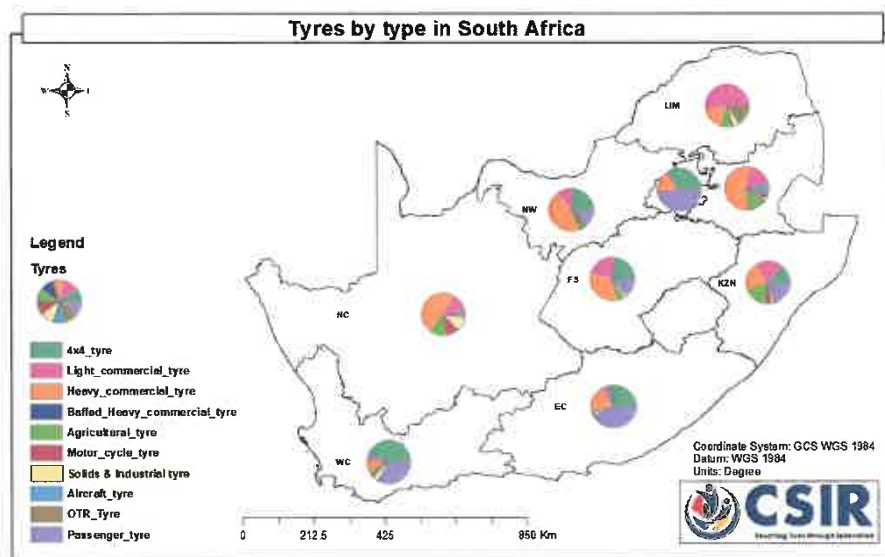 Tyres by type in South Africa
N
W
S
LIM
NW
FS
KZN
NC
EC
WC
Legend
Tyres
4x4_tyre
Light_commercial_tyre
Heavy_commercial_tyre
Baffed_Heavy_commercial_tyre
Agricultural_tyre
Motor_cycle_tyre
Solids & Industrial tyre
Aircraft_tyre
OTR_Tyre
Passenger_tyre
Coordinate System: GCS WGS 1984
Datum: WGS 1984
Units: Degree
CSIR
0 212.5 425 850 Km